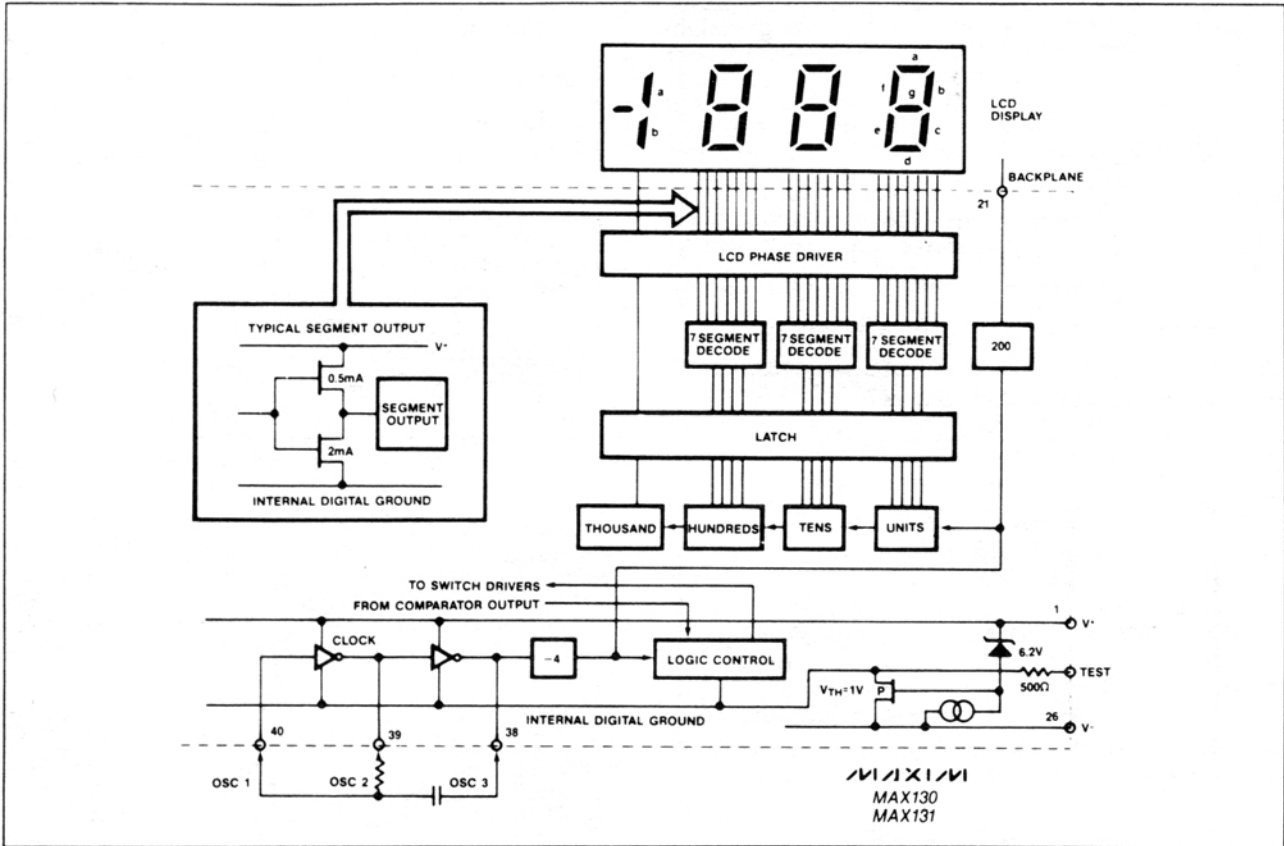 a
f
g
b
e
c
d
a
b
LCD
DISPLAY
BACKPLANE
21
LCD PHASE DRIVER
TYPICAL SEGMENT OUTPUT
V+
0.5mA
SEGMENT
OUTPUT
2mA
INTERNAL DIGITAL GROUND
7 SEGMENT
DECODE
7 SEGMENT
DECODE
7 SEGMENT
DECODE
200
LATCH
THOUSAND
HUNDREDS
TENS
UNITS
TO SWITCH DRIVERS
FROM COMPARATOR OUTPUT
1
V+
CLOCK
6.2V
-4
LOGIC CONTROL
TEST
500Ω
VTH=1V
P
INTERNAL DIGITAL GROUND
26
V-
40
39
38
OSC 1
OSC 2
OSC 3
MAXIM
MAX130
MAX131